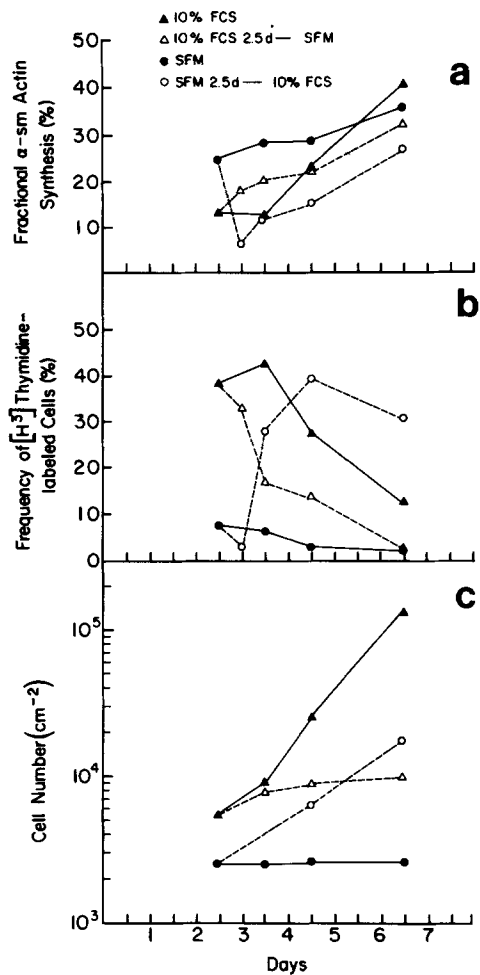 ▲ 10% FCS
△ 10% FCS 2.5d — SFM
● SFM
○ SFM 2.5d — 10% FCS
a
Fractional α-sm Actin
Synthesis (%)
50
40
30
20
10
b
Frequency of [H³] Thymidine-
labeled Cells (%)
50
40
30
20
10
0
c
Cell Number (cm⁻²)
10⁵
10⁴
10³
1 2 3 4 5 6 7
Days